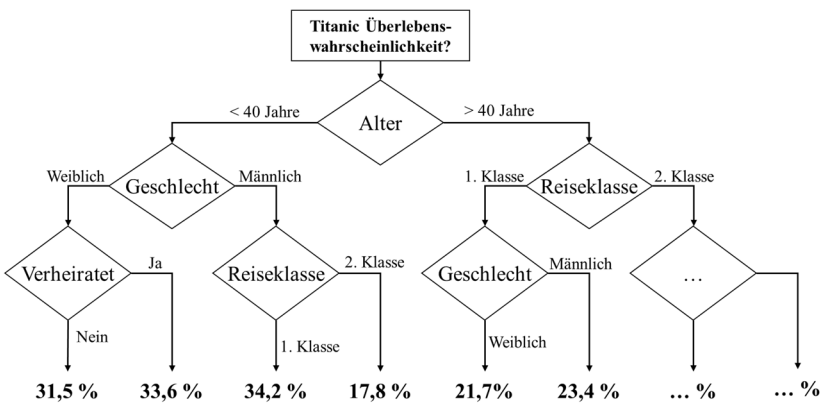 Titanic Überlebens-
wahrscheinlichkeit?
< 40 Jahre
> 40 Jahre
Alter
Weiblich
Geschlecht
Männlich
1. Klasse
Reiseklasse
2. Klasse
Verheiratet
Ja
Reiseklasse
2. Klasse
Geschlecht
Männlich
...
Nein
1. Klasse
Weiblich
31,5 %
33,6 %
34,2 %
17,8 %
21,7%
23,4 %
... %
... %